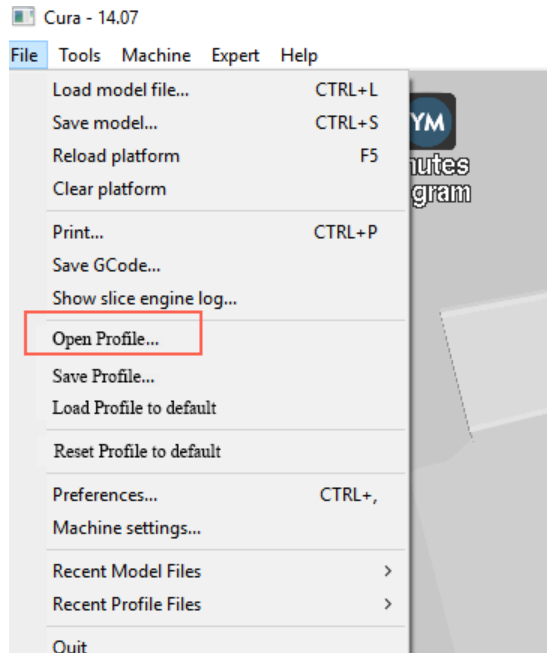 Cura - 14.07
File Tools Machine Expert Help
Load model file... CTRL+L
Save model... CTRL+S
Reload platform F5
Clear platform
Print... CTRL+P
Save GCode...
Show slice engine log...
Open Profile...
Save Profile...
Load Profile to default
Reset Profile to default
Preferences... CTRL+,
Machine settings...
Recent Model Files >
Recent Profile Files >
Quit
YM
nutes
gram